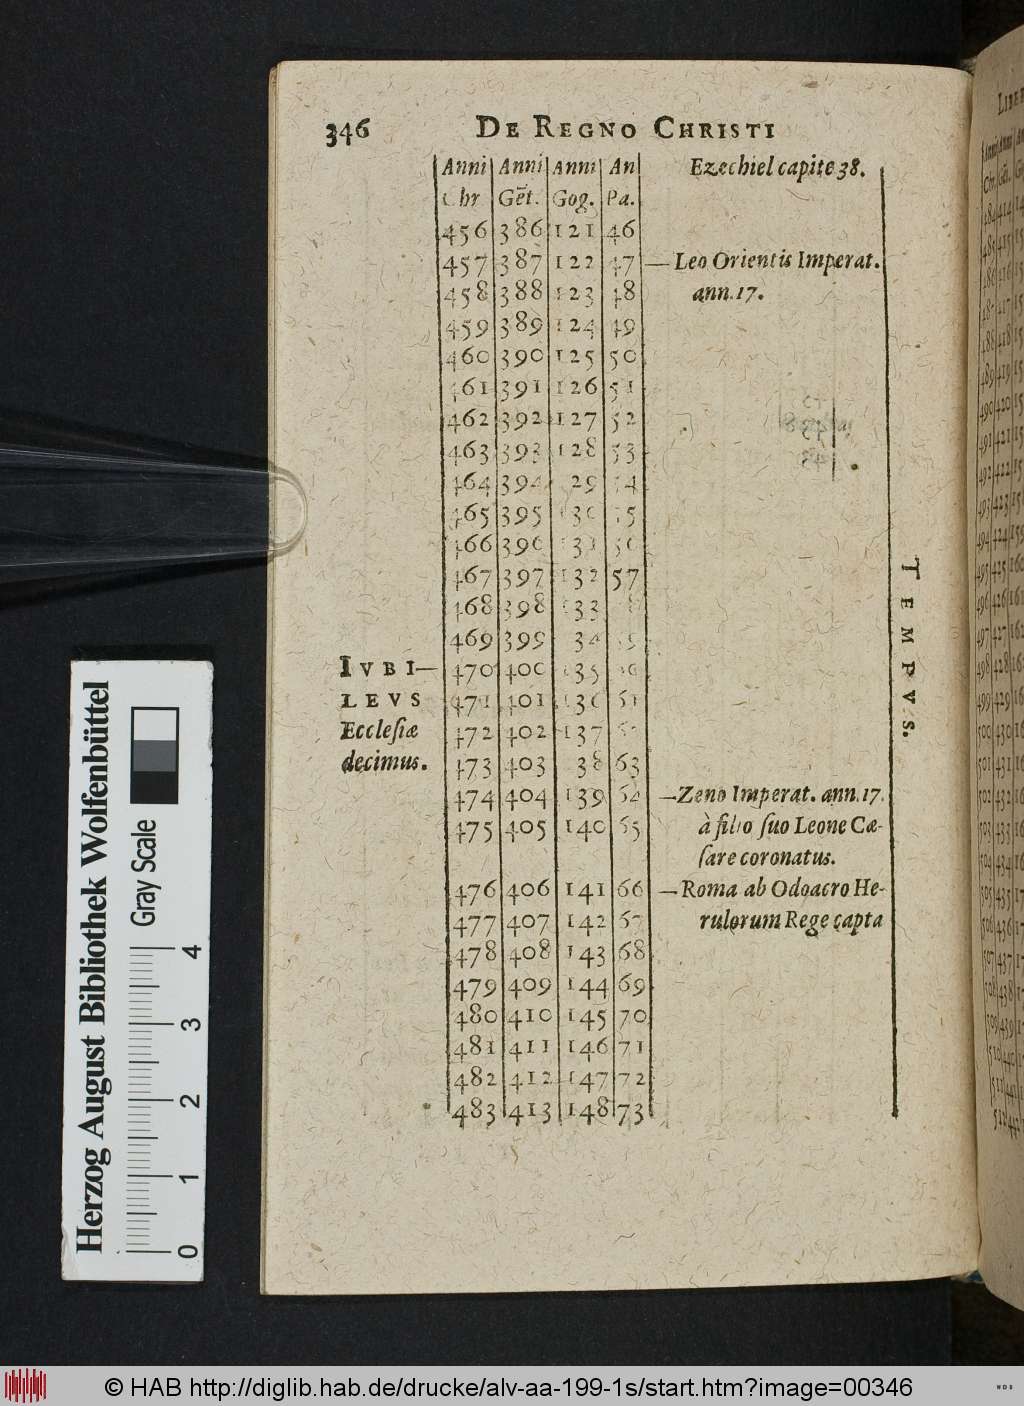 346 DE REGNO CHRISTI
Anni Anni Anni An Ezechiel capite 38.
Chr Gẽt. Gog. Pa.
456 386 121 46
457 387 122 47 — Leo Orientis Imperat.
458 388 123 48 ann. 17.
459 389 124 49
460 390 125 50
461 391 126 51
462 392 127 52
463 393 128 53
464 394 29 54
465 395 130 55
466 396 131 56
467 397 132 57
468 398 133 8
469 399 34 59
IVBI— 470 400 135
LEVS 471 401 136 61
Ecclesiæ 472 402 137
decimus. 473 403 38 63
474 404 139 64 —Zeno Imperat. ann. 17.
475 405 140 65 à filio suo Leone Cæ-
sare coronatus.
476 406 141 66 —Roma ab Odoacro He-
477 407 142 67 rulorum Rege capta
478 408 143 68
479 409 144 69
480 410 145 70
481 411 146 71
482 412 147 72
483 413 148 73
TEMPVS.
Herzog August Bibliothek Wolfenbüttel
Gray Scale
0 1 2 3 4
© HAB http://diglib.hab.de/drucke/alv-aa-199-1s/start.htm?image=00346